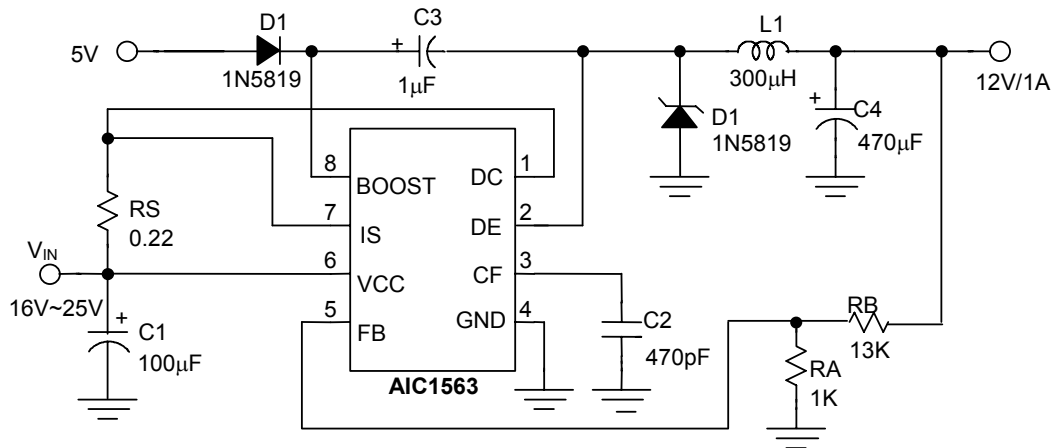 D1
C3
L1
5V
+
1N5819
1µF
300µH
12V/1A
+
D1
C4
1N5819
470µF
8
BOOST
DC
1
RS
0.22
7
IS
DE
2
VIN
6
VCC
CF
3
16V~25V
5
FB
GND
4
+
C1
100µF
C2
470pF
RB
13K
RA
1K
AIC1563